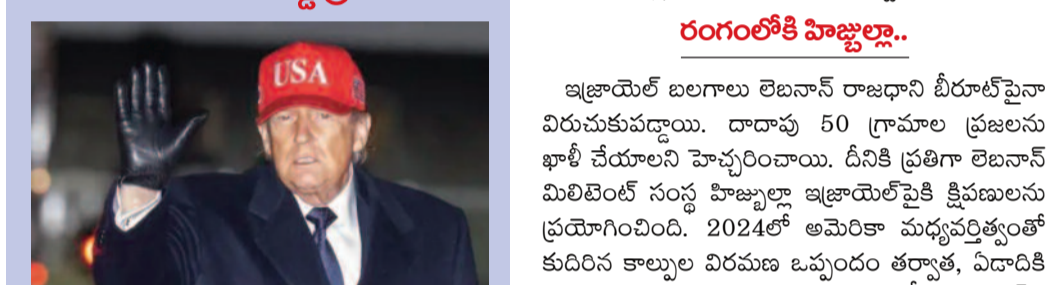 USA
రంగంలోకి హిజ్బుల్లా..
ఇజ్రాయెల్ బలగాలు లెబనాన్ రాజధాని బీరూట్‌పైనా
విరుచుకుపడ్డాయి. దాదాపు 50 గ్రామాల ప్రజలను
ఖాళీ చేయాలని హెచ్చరించాయి. దీనికి ప్రతిగా లెబనాన్
మిలిటెంట్ సంస్థ హిజ్బుల్లా ఇజ్రాయెల్‌పైకి క్షిపణులను
ప్రయోగించింది. 2024లో అమెరికా మధ్యవర్తిత్వంతో
కుదిరిన కాల్పుల విరమణ ఒప్పందం తర్వాత, ఏడాదికి